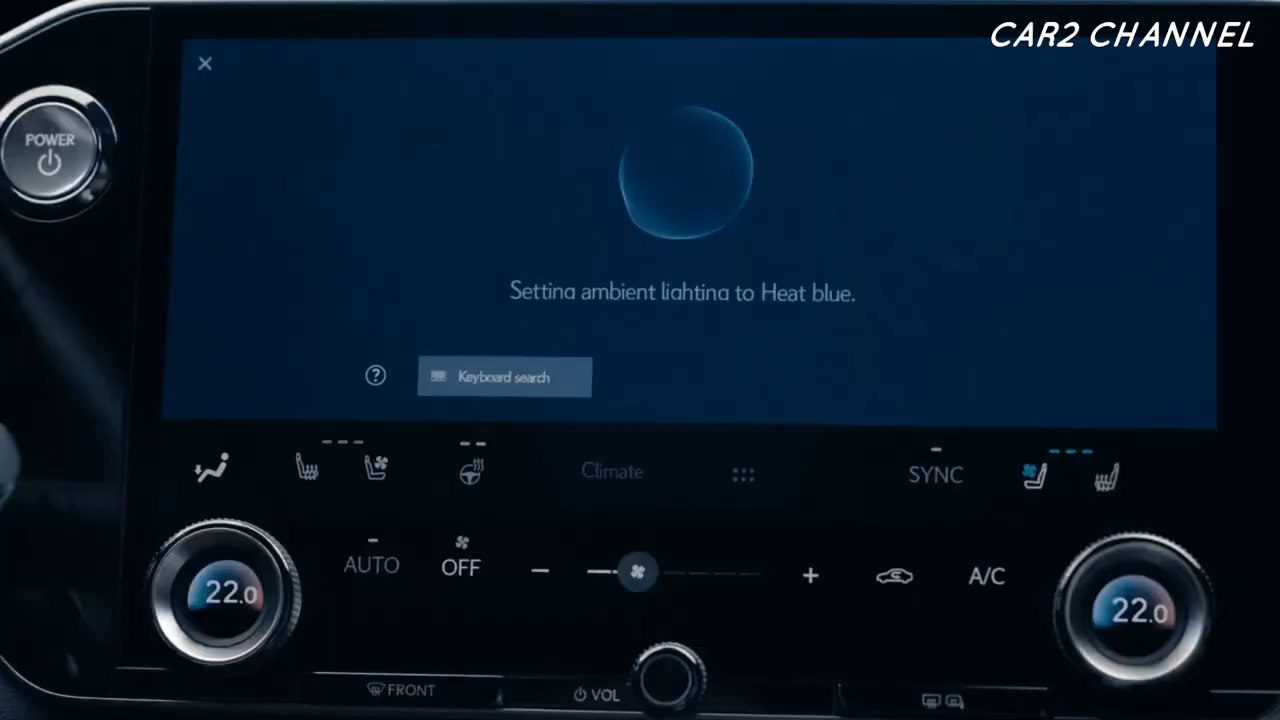 CAR2 CHANNEL
POWER
Setting ambient lighting to Heat blue.
Keyboard search
Climate
SYNC
AUTO
OFF
A/C
22.0
22.0
FRONT
VOL